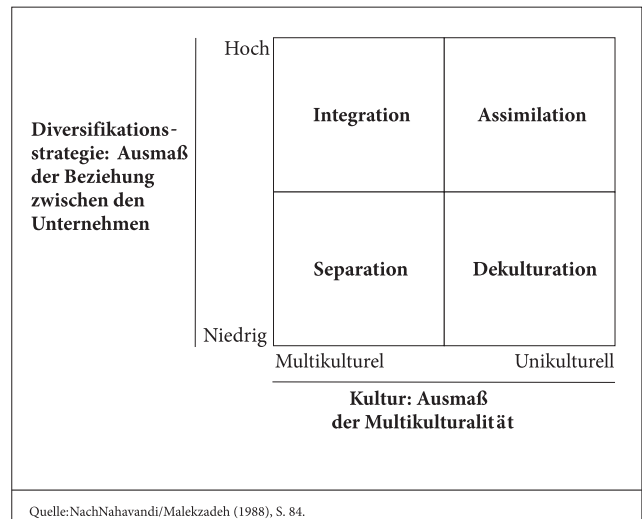 Hoch
Integration
Assimilation
Diversifikations-
strategie: Ausmaß
der Beziehung
zwischen den
Unternehmen
Separation
Dekulturation
Niedrig
Multikulturel
Unikulturell
Kultur: Ausmaß
der Multikulturalität
Quelle:NachNahavandi/Malekzadeh (1988), S. 84.